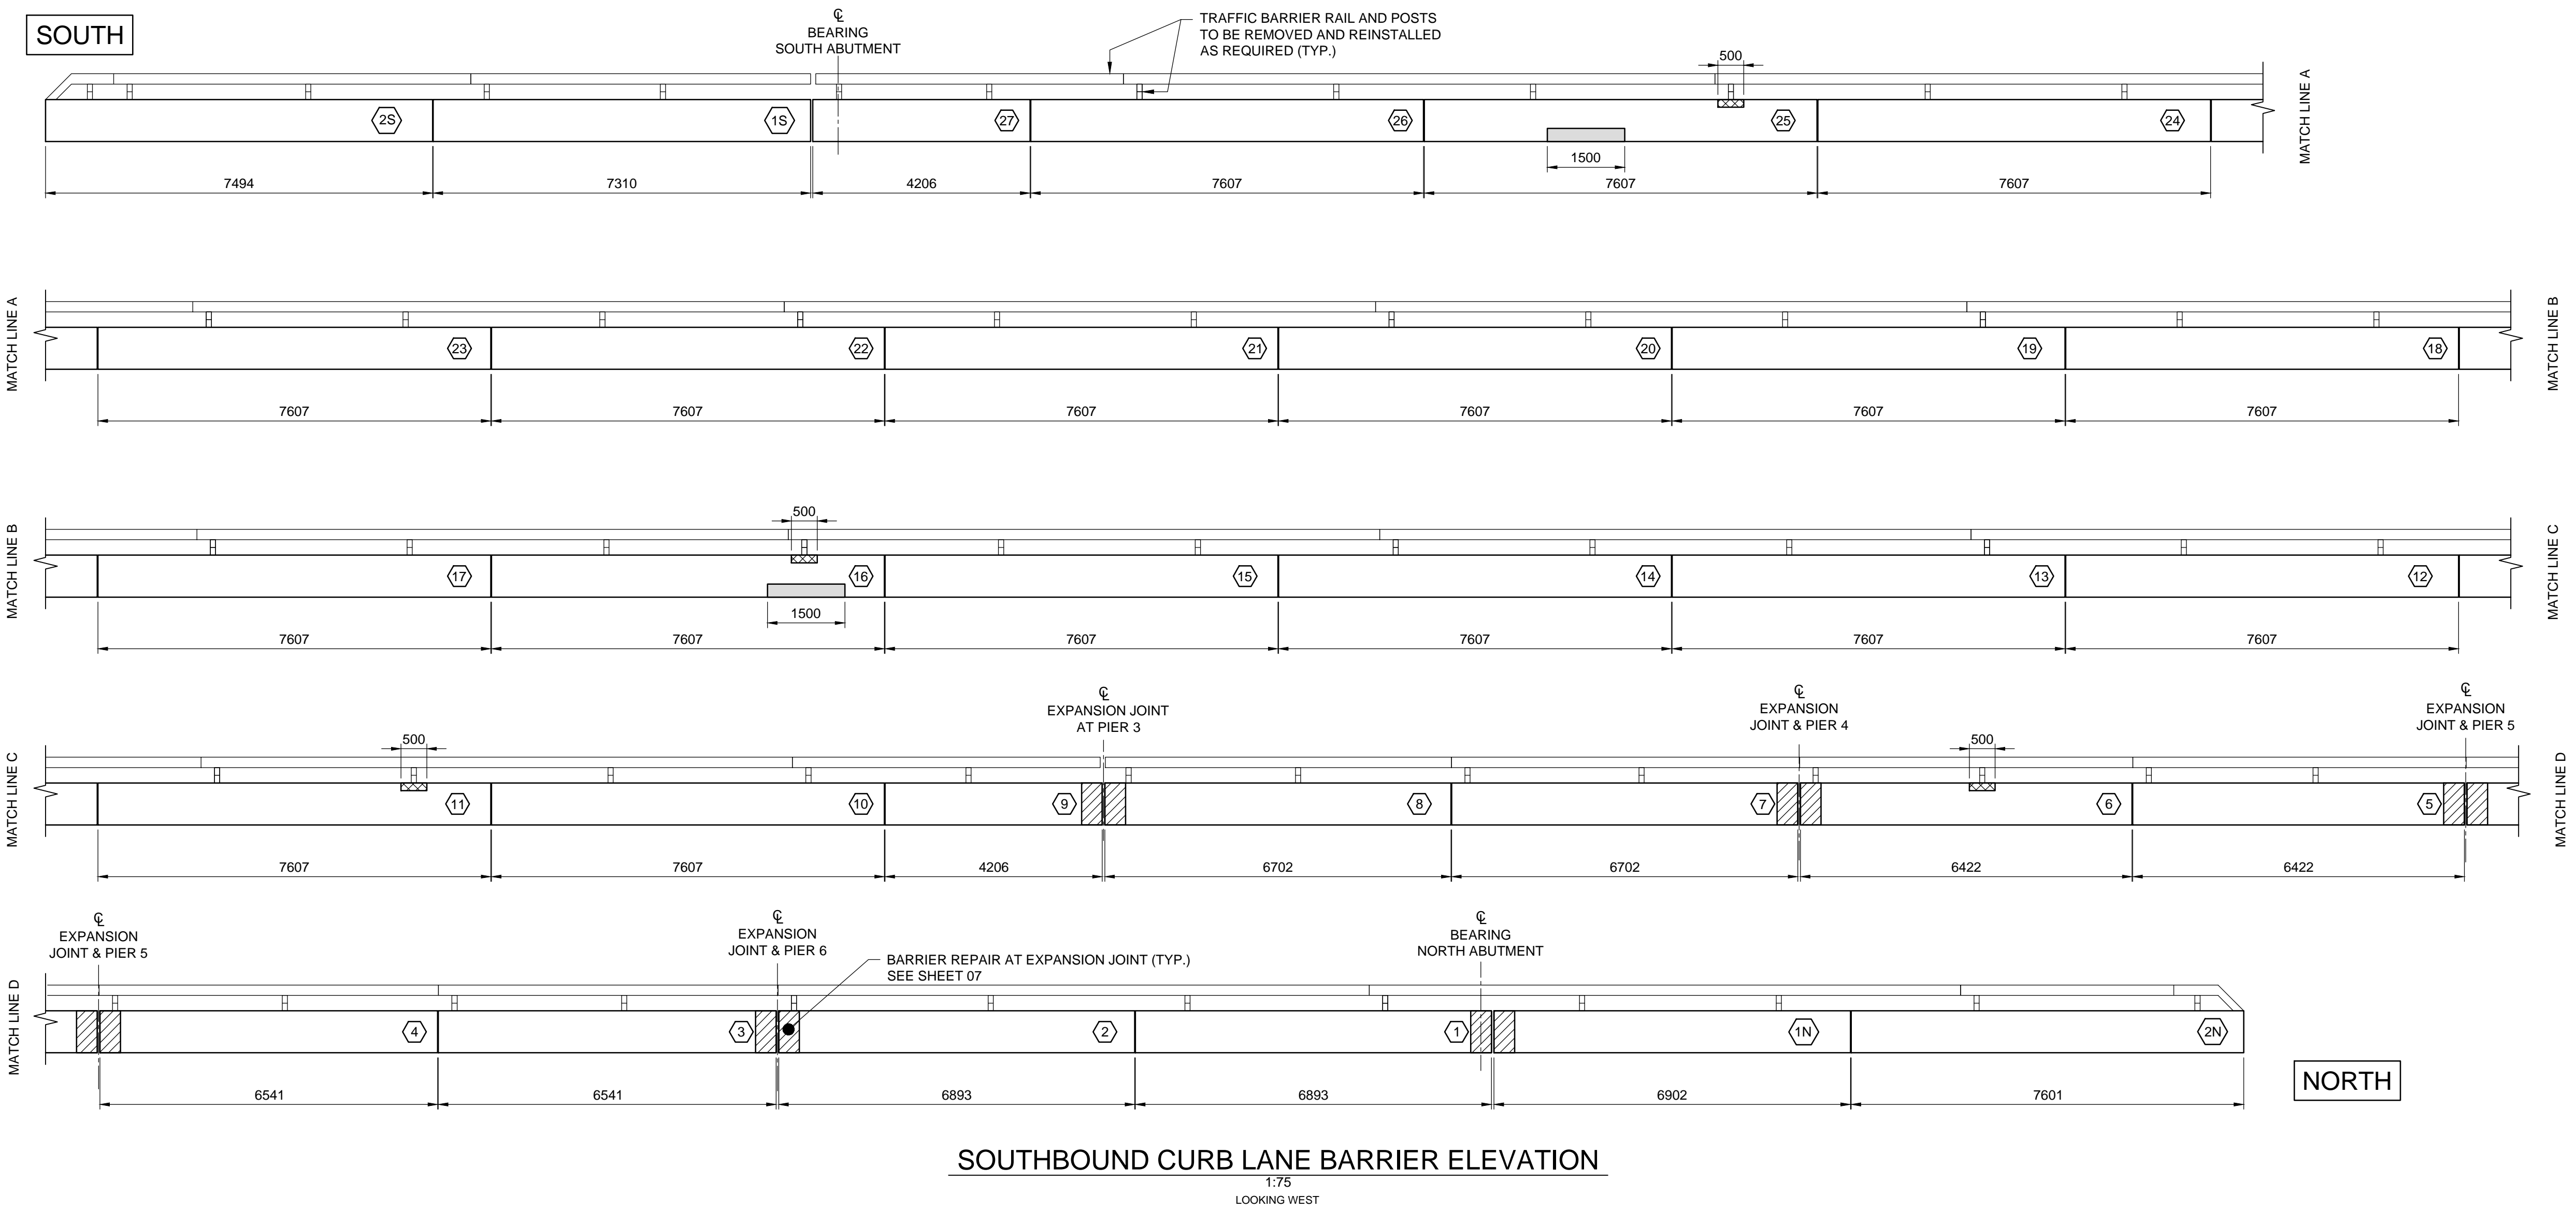 SOUTH
℄
BEARING
SOUTH ABUTMENT
TRAFFIC BARRIER RAIL AND POSTS
TO BE REMOVED AND REINSTALLED
AS REQUIRED (TYP.)
500
MATCH LINE A
2S
1S
27
26
25
24
1500
7494
7310
4206
7607
7607
7607
MATCH LINE A
MATCH LINE B
23
22
21
20
19
18
7607
7607
7607
7607
7607
7607
MATCH LINE B
500
MATCH LINE C
17
16
15
14
13
12
1500
7607
7607
7607
7607
7607
7607
MATCH LINE C
℄
EXPANSION JOINT
AT PIER 3
℄
EXPANSION
JOINT & PIER 4
℄
EXPANSION
JOINT & PIER 5
500
500
MATCH LINE D
11
10
9
8
7
6
5
7607
7607
4206
6702
6702
6422
6422
MATCH LINE D
℄
EXPANSION
JOINT & PIER 5
℄
EXPANSION
JOINT & PIER 6
BARRIER REPAIR AT EXPANSION JOINT (TYP.)
SEE SHEET 07
℄
BEARING
NORTH ABUTMENT
4
3
2
1
1N
2N
6541
6541
6893
6893
6902
7601
NORTH
SOUTHBOUND CURB LANE BARRIER ELEVATION
1:75
LOOKING WEST